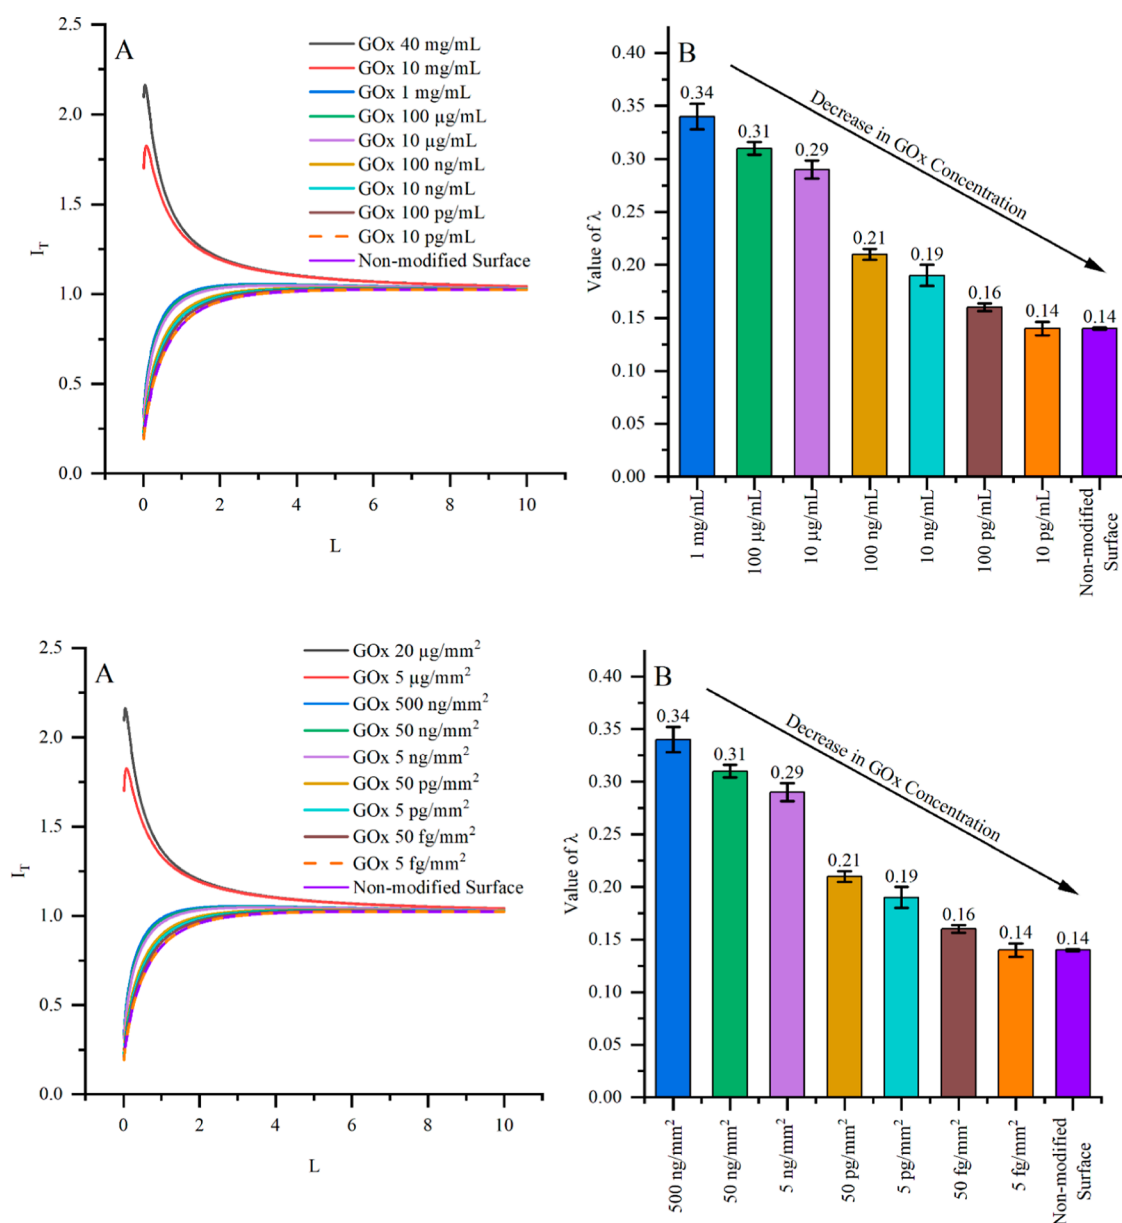 A
GOx 40 mg/mL
GOx 10 mg/mL
GOx 1 mg/mL
GOx 100 µg/mL
GOx 10 µg/mL
GOx 100 ng/mL
GOx 10 ng/mL
GOx 100 pg/mL
GOx 10 pg/mL
Non-modified Surface
2.5
2.0
1.5
1.0
0.5
0.0
I_T
0 2 4 6 8 10
L
B
Decrease in GOx Concentration
0.40
0.35
0.30
0.25
0.20
0.15
0.10
0.05
0.00
Value of λ
0.34
0.31
0.29
0.21
0.19
0.16
0.14
0.14
1 mg/mL
100 µg/mL
10 µg/mL
100 ng/mL
10 ng/mL
100 pg/mL
10 pg/mL
Non-modified
Surface
A
GOx 20 µg/mm²
GOx 5 µg/mm²
GOx 500 ng/mm²
GOx 50 ng/mm²
GOx 5 ng/mm²
GOx 50 pg/mm²
GOx 5 pg/mm²
GOx 50 fg/mm²
GOx 5 fg/mm²
Non-modified Surface
2.5
2.0
1.5
1.0
0.5
0.0
I_T
0 2 4 6 8 10
L
B
Decrease in GOx Concentration
0.40
0.35
0.30
0.25
0.20
0.15
0.10
0.05
0.00
Value of λ
0.34
0.31
0.29
0.21
0.19
0.16
0.14
0.14
500 ng/mm²
50 ng/mm²
5 ng/mm²
50 pg/mm²
5 pg/mm²
50 fg/mm²
5 fg/mm²
Non-modified
Surface